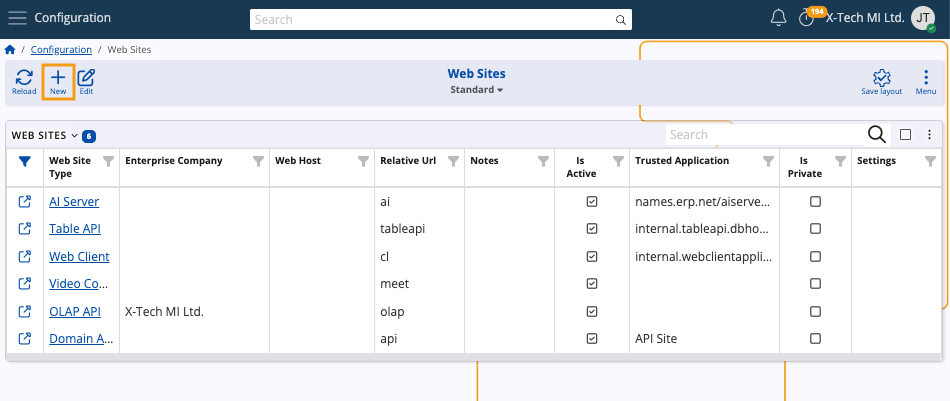 Configuration
Search
194
X-Tech MI Ltd.
JT
/ Configuration / Web Sites
Reload
New
Edit
Web Sites
Standard
Save layout
Menu
WEB SITES 6
Search
Web Site Type Enterprise Company Web Host Relative Url Notes Is Active Trusted Application Is Private Settings
AI Server ai names.erp.net/aiserve...
Table API tableapi internal.tableapi.dbho...
Web Client cl internal.webclientappli...
Video Co... meet
OLAP API X-Tech MI Ltd. olap
Domain A... api API Site